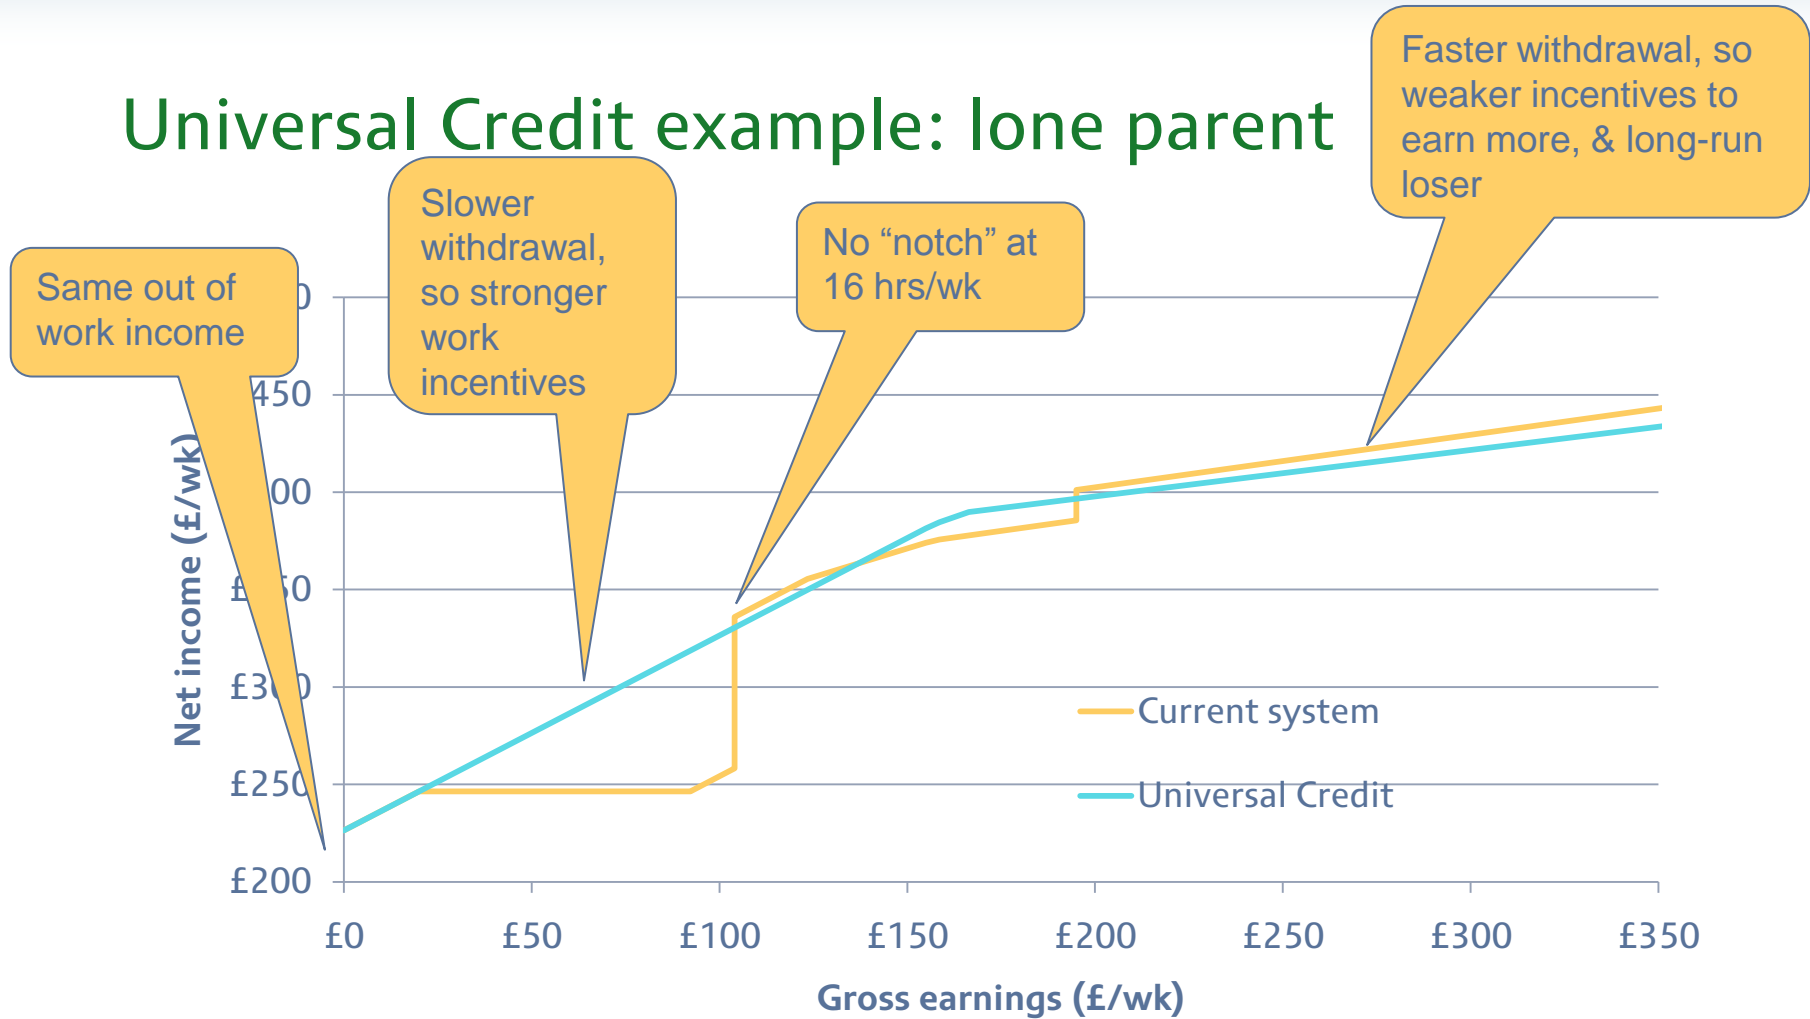 Universal Credit example: lone parent
Faster withdrawal, so
weaker incentives to
earn more, & long-run
loser
Slower
withdrawal,
so stronger
work
incentives
No “notch” at
16 hrs/wk
Same out of
work income
Net income (£/wk)
450
£300
£250
£200
£0
£50
£100
£150
£200
£250
£300
£350
Gross earnings (£/wk)
Current system
Universal Credit